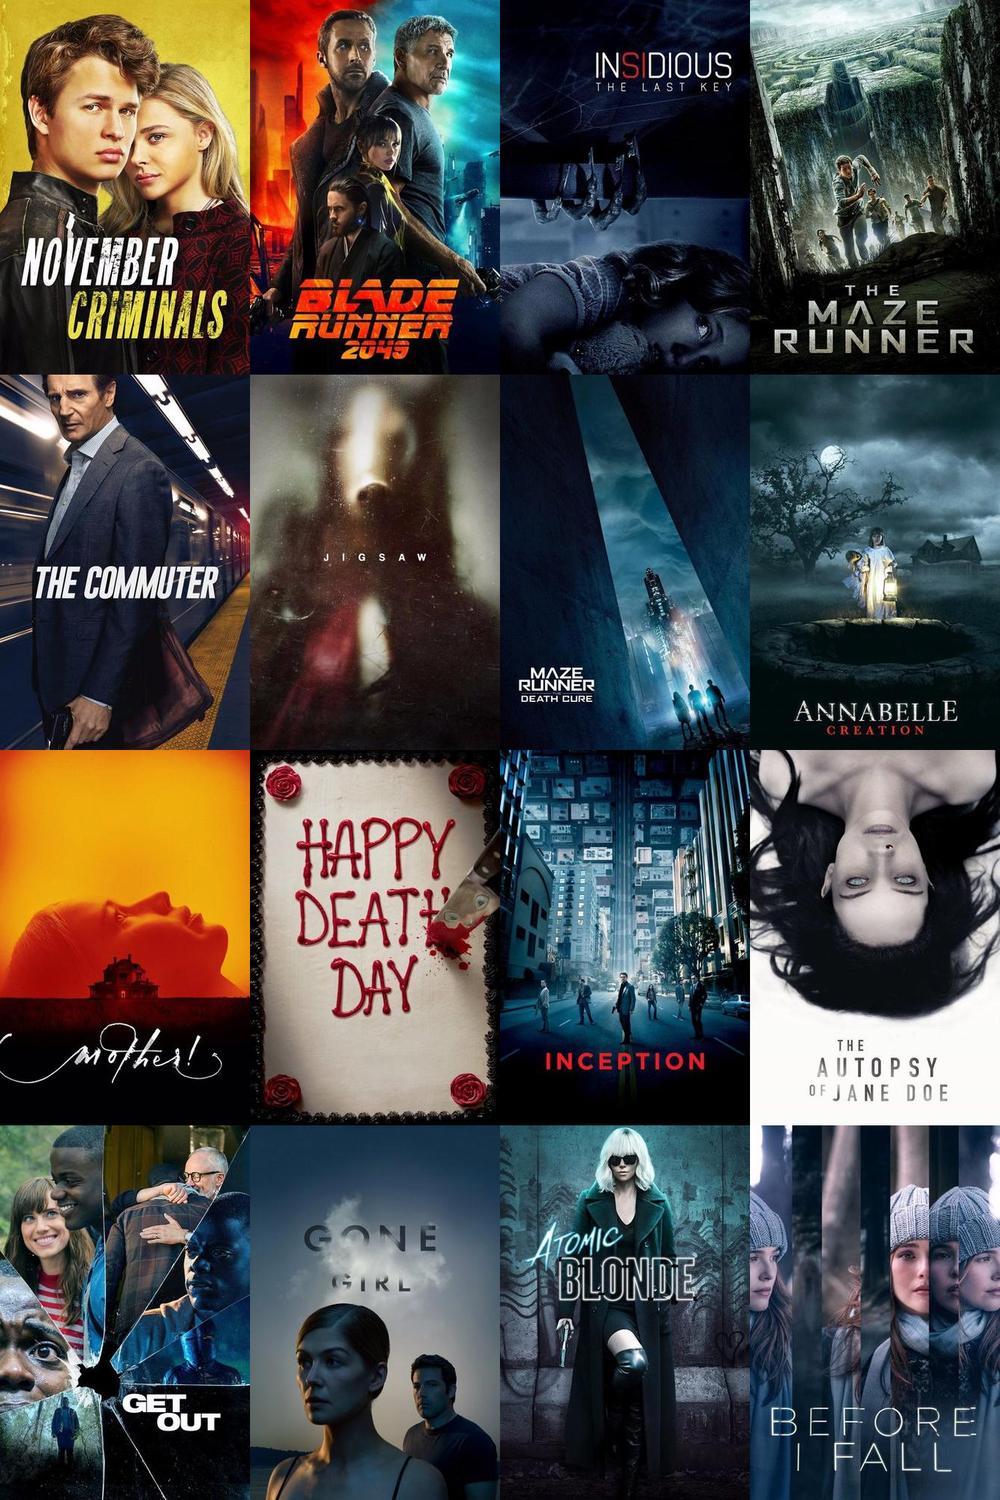 NOVEMBER
CRIMINALS
BLADE
RUNNER
2049
INSIDIOUS
THE LAST KEY
THE
MAZE
RUNNER
THE COMMUTER
JIGSAW
MAZE
RUNNER
DEATH CURE
ANNABELLE
CREATION
mother!
HAPPY
DEATH
DAY
INCEPTION
THE
AUTOPSY
OF JANE DOE
GET
OUT
GONE
GIRL
ATOMIC
BLONDE
BEFORE
I FALL